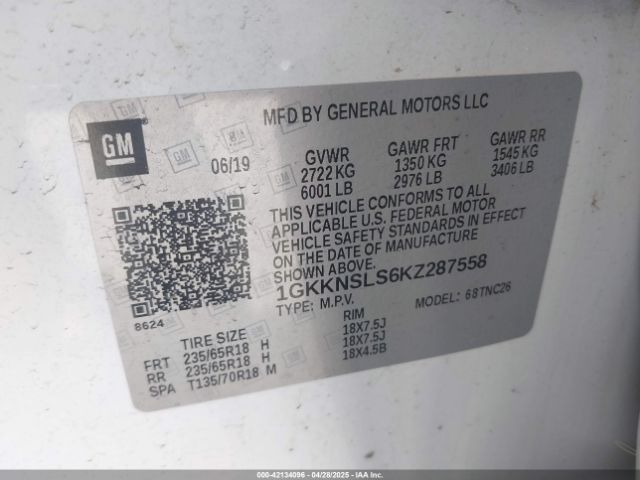 MFD BY GENERAL MOTORS LLC
GM
06/19
GVWR GAWR FRT GAWR RR
2722 KG 1350 KG 1545 KG
6001 LB 2976 LB 3406 LB
THIS VEHICLE CONFORMS TO ALL
APPLICABLE U.S. FEDERAL MOTOR
VEHICLE SAFETY STANDARDS IN EFFECT
ON THE DATE OF MANUFACTURE
SHOWN ABOVE.
1GKKNSLS6KZ287558
TYPE: M.P.V. MODEL: 68TNC26
8624
TIRE SIZE RIM
FRT 235/65R18 H 18X7.5J
RR 235/65R18 H 18X7.5J
SPA T135/70R18 M 18X4.5B
000-42134096 - 04/28/2025 - IAA Inc.